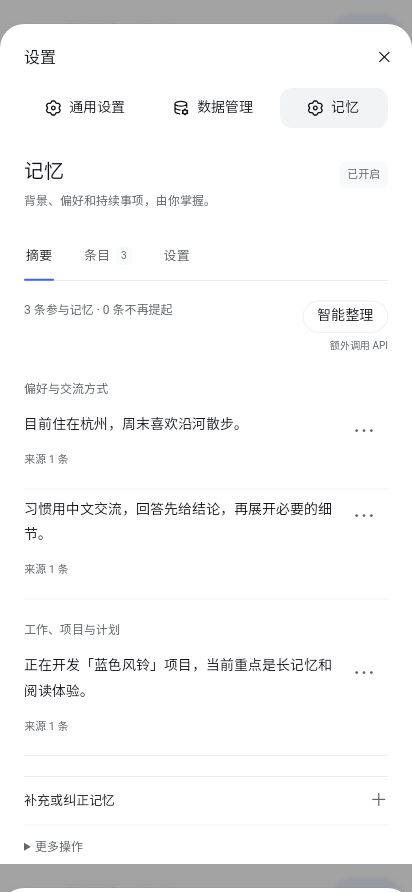 设置
通用设置
数据管理
记忆
记忆
已开启
背景、偏好和持续事项，由你掌握。
摘要
条目 3
设置
3 条参与记忆 · 0 条不再提起
智能整理
额外调用 API
偏好与交流方式
目前住在杭州，周末喜欢沿河散步。
来源 1 条
习惯用中文交流，回答先给结论，再展开必要的细
节。
来源 1 条
工作、项目与计划
正在开发「蓝色风铃」项目，当前重点是长记忆和
阅读体验。
来源 1 条
补充或纠正记忆
更多操作